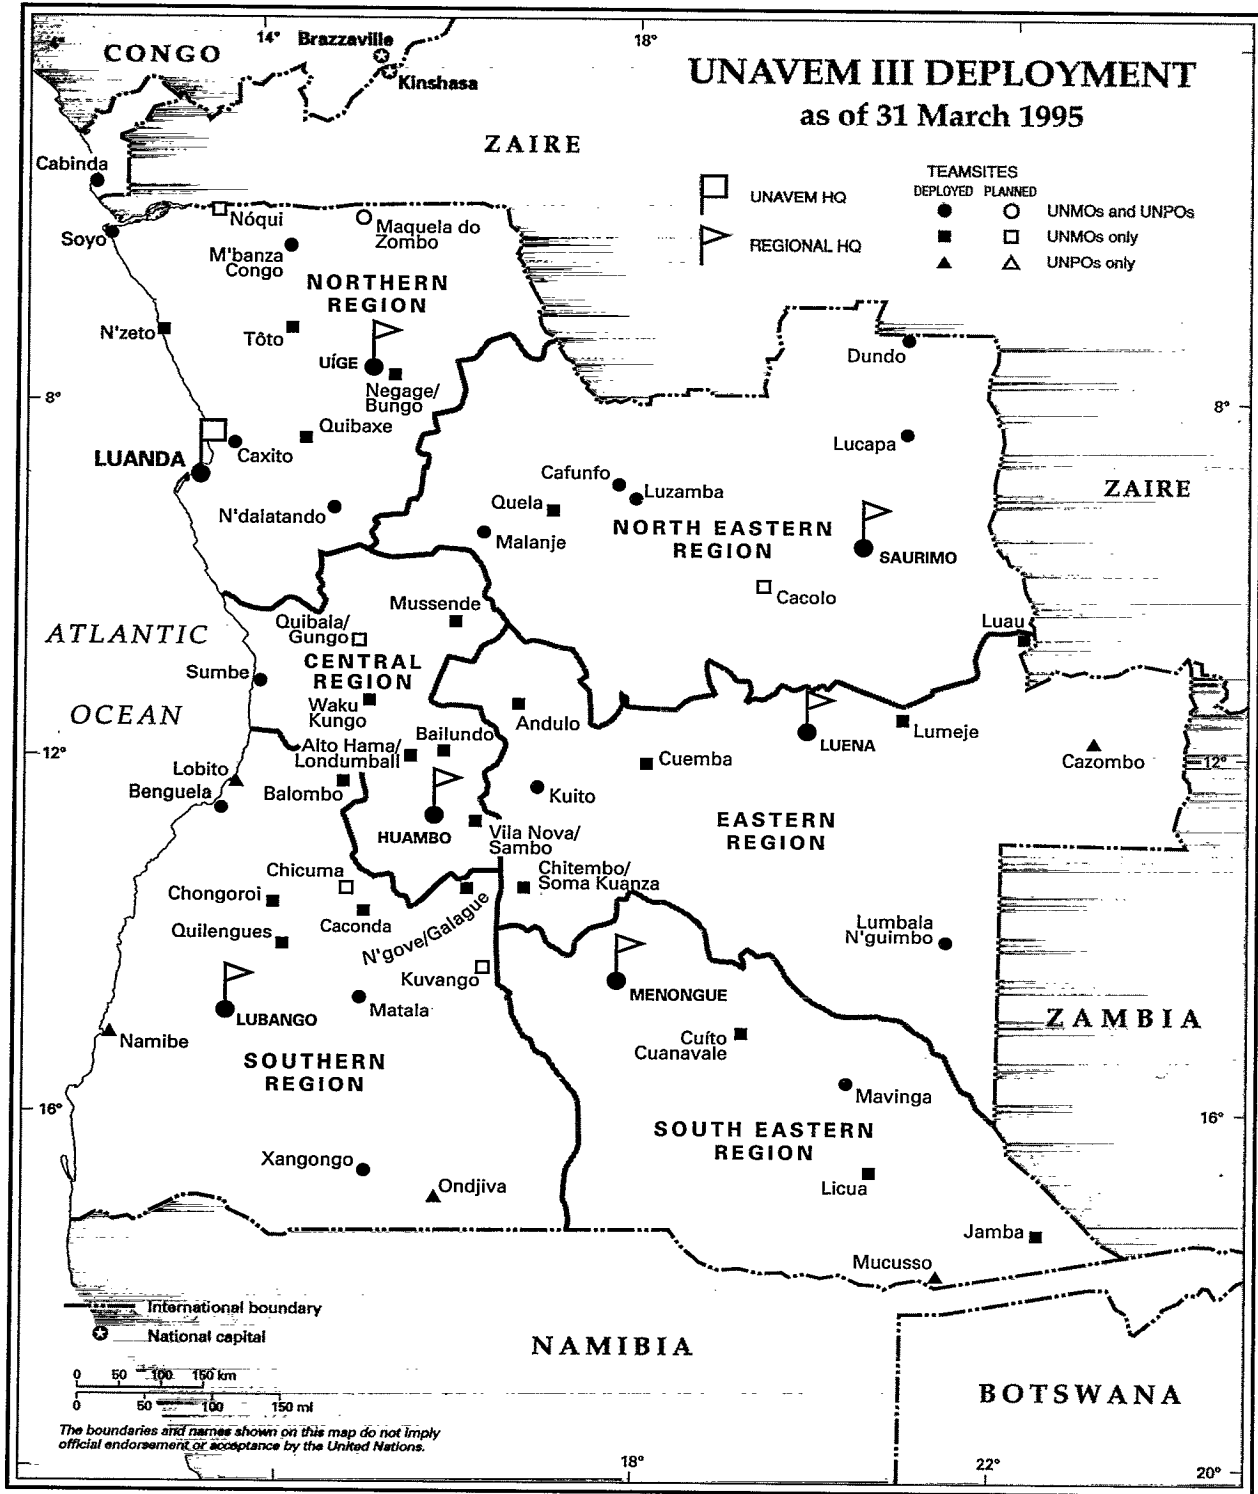 4°
14°
18°
CONGO
Brazzaville
Kinshasa
UNAVEM III DEPLOYMENT
as of 31 March 1995
ZAIRE
Cabinda
UNAVEM HQ
REGIONAL HQ
TEAMSITES
DEPLOYED PLANNED
UNMOs and UNPOs
UNMOs only
UNPOs only
Soyo
Nóqui
Maquela do
Zombo
M'banza
Congo
NORTHERN
REGION
N'zeto
Tôto
UÍGE
Negage/
Bungo
Dundo
8°
8°
Quibaxe
LUANDA
Caxito
Lucapa
Cafunfo
Luzamba
ZAIRE
Quela
N'dalatando
Malanje
NORTH EASTERN
REGION
SAURIMO
Cacolo
Mussende
Quibala/
Gungo
Luau
ATLANTIC
OCEAN
CENTRAL
REGION
Sumbe
Waku
Kungo
Andulo
Bailundo
Alto Hama/
Londumball
LUENA
Lumeje
Cuemba
Cazombo
12°
12°
Lobito
Benguela
Balombo
Kuito
HUAMBO
Vila Nova/
Sambo
EASTERN
REGION
Chicuma
Chitembo/
Soma Kuanza
Chongoroi
Caconda
N'gove/Galague
Quilengues
Lumbala
N'guimbo
Kuvango
MENONGUE
LUBANGO
Matala
Namibe
ZAMBIA
Cuíto
Cuanavale
SOUTHERN
REGION
Mavinga
16°
16°
SOUTH EASTERN
REGION
Xangongo
Ondjiva
Licua
Jamba
Mucusso
International boundary
National capital
NAMIBIA
0 50 100 150 km
0 50 100 150 mi
BOTSWANA
The boundaries and names shown on this map do not imply
official endorsement or acceptance by the United Nations.
18°
22°
20°